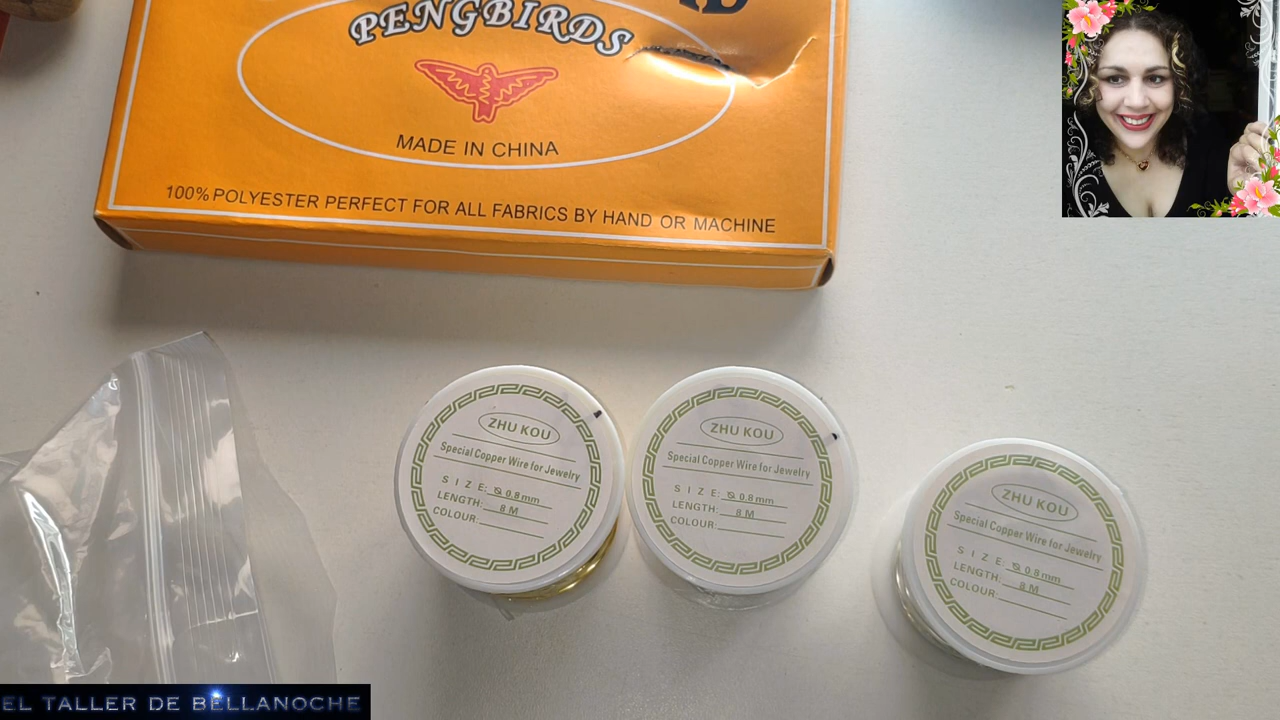 PENGBIRDS
MADE IN CHINA
100% POLYESTER PERFECT FOR ALL FABRICS BY HAND OR MACHINE
ZHU KOU
Special Copper Wire for Jewelry
SIZE: Ø 0.8mm
LENGTH: 8 M
COLOUR:
ZHU KOU
Special Copper Wire for Jewelry
SIZE: Ø 0.8mm
LENGTH: 8 M
COLOUR:
ZHU KOU
Special Copper Wire for Jewelry
SIZE: Ø 0.8mm
LENGTH: 8 M
COLOUR:
EL TALLER DE BELLANOCHE